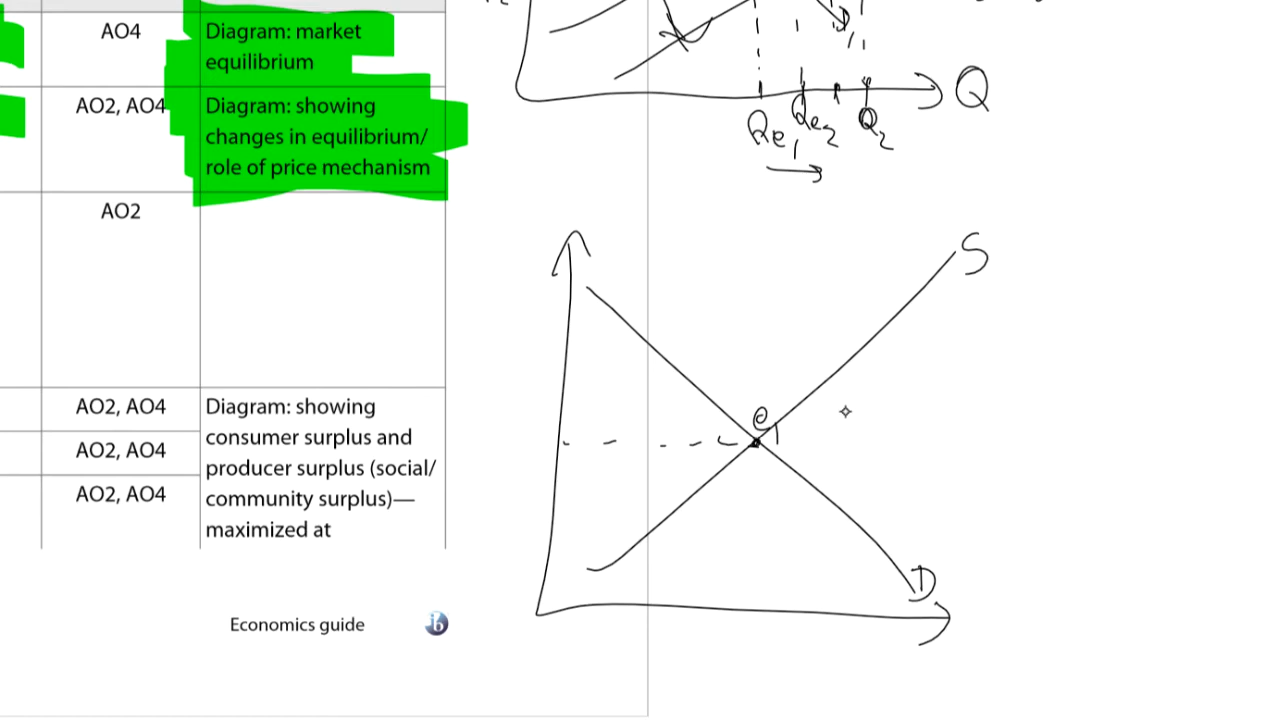 AO4
Diagram: market
equilibrium
AO2, AO4
Diagram: showing
changes in equilibrium/
role of price mechanism
AO2
AO2, AO4
AO2, AO4
AO2, AO4
Diagram: showing
consumer surplus and
producer surplus (social/
community surplus)—
maximized at
Economics guide
D1
Q
Qe1
Qe2
Q2
S
e1
D